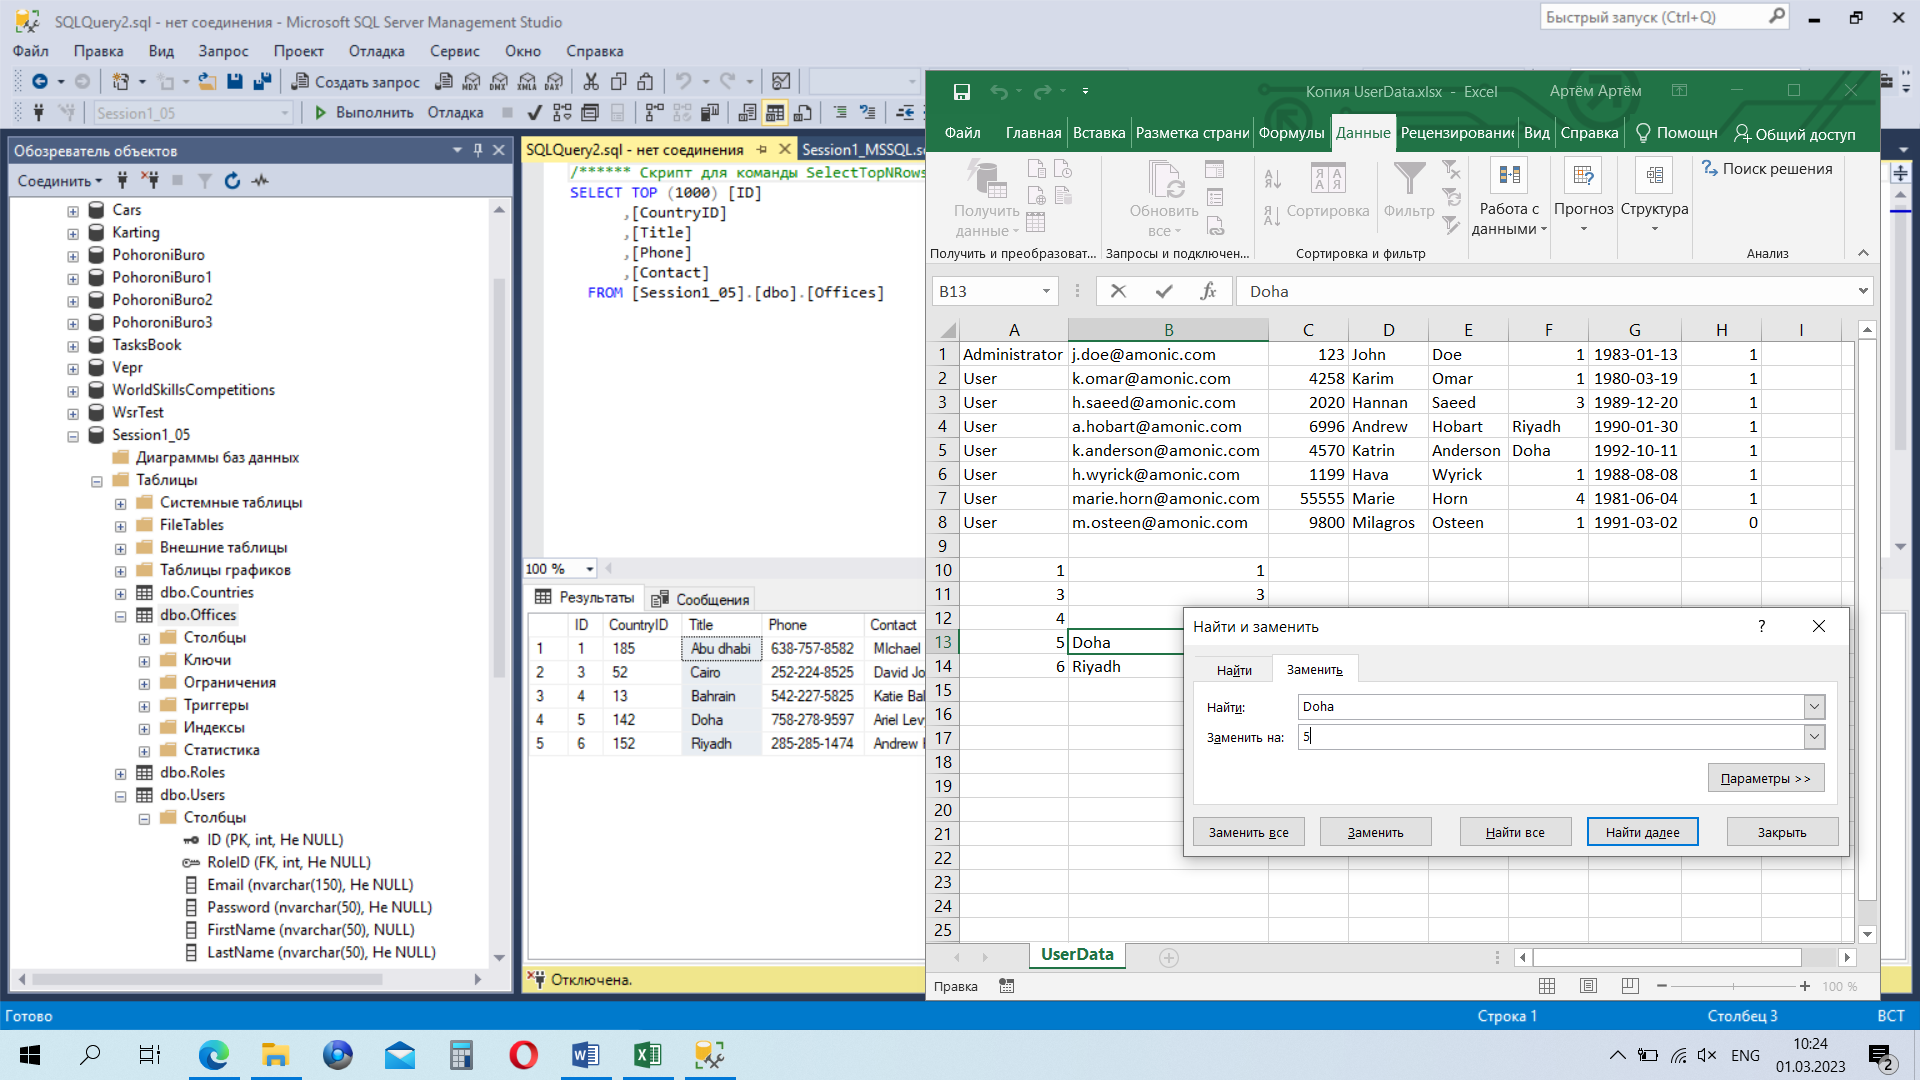 SQLQuery2.sql - нет соединения - Microsoft SQL Server Management Studio
Быстрый запуск (Ctrl+Q)
Файл Правка Вид Запрос Проект Отладка Сервис Окно Справка
Создать запрос
Session1_05
Выполнить Отладка
Обозреватель объектов
Соединить
Cars
Karting
PohoroniBuro
PohoroniBuro1
PohoroniBuro2
PohoroniBuro3
TasksBook
Vepr
WorldSkillsCompetitions
WsrTest
Session1_05
Диаграммы баз данных
Таблицы
Системные таблицы
FileTables
Внешние таблицы
Таблицы графиков
dbo.Countries
dbo.Offices
Столбцы
Ключи
Ограничения
Триггеры
Индексы
Статистика
dbo.Roles
dbo.Users
Столбцы
ID (PK, int, Не NULL)
RoleID (FK, int, Не NULL)
Email (nvarchar(150), Не NULL)
Password (nvarchar(50), Не NULL)
FirstName (nvarchar(50), NULL)
LastName (nvarchar(50), Не NULL)
SQLQuery2.sql - нет соединения
Session1_MSSQL.s
/****** Скрипт для команды SelectTopNRows
SELECT TOP (1000) [ID]
,[CountryID]
,[Title]
,[Phone]
,[Contact]
FROM [Session1_05].[dbo].[Offices]
100 %
Результаты Сообщения
ID CountryID Title Phone Contact
1 1 185 Abu dhabi 638-757-8582 MIchael
2 3 52 Cairo 252-224-8525 David Jo
3 4 13 Bahrain 542-227-5825 Katie Bal
4 5 142 Doha 758-278-9597 Ariel Lev
5 6 152 Riyadh 285-285-1474 Andrew
Отключена.
Копия UserData.xlsx - Excel
Артём Артём
Файл Главная Вставка Разметка страни Формулы Данные Рецензировани Вид Справка Помощн Общий доступ
Получить данные
Обновить все
Сортировка
Фильтр
Работа с данными
Прогноз
Структура
Поиск решения
Получить и преобразоват... Запросы и подключен... Сортировка и фильтр Анализ
B13
fx
Doha
A B C D E F G H I
1 Administrator j.doe@amonic.com 123 John Doe 1 1983-01-13 1
2 User k.omar@amonic.com 4258 Karim Omar 1 1980-03-19 1
3 User h.saeed@amonic.com 2020 Hannan Saeed 3 1989-12-20 1
4 User a.hobart@amonic.com 6996 Andrew Hobart Riyadh 1990-01-30 1
5 User k.anderson@amonic.com 4570 Katrin Anderson Doha 1992-10-11 1
6 User h.wyrick@amonic.com 1199 Hava Wyrick 1 1988-08-08 1
7 User marie.horn@amonic.com 55555 Marie Horn 4 1981-06-04 1
8 User m.osteen@amonic.com 9800 Milagros Osteen 1 1991-03-02 0
9
10 1 1
11 3 3
12 4
13 5 Doha
14 6 Riyadh
15
16
17
18
19
20
21
22
23
24
25
Найти и заменить
?
Найти Заменить
Найти: Doha
Заменить на: 5
Параметры >>
Заменить все Заменить Найти все Найти далее Закрыть
UserData
Правка
100 %
Готово
Строка 1
Столбец 3
ВСТ
ENG
10:24
01.03.2023
2